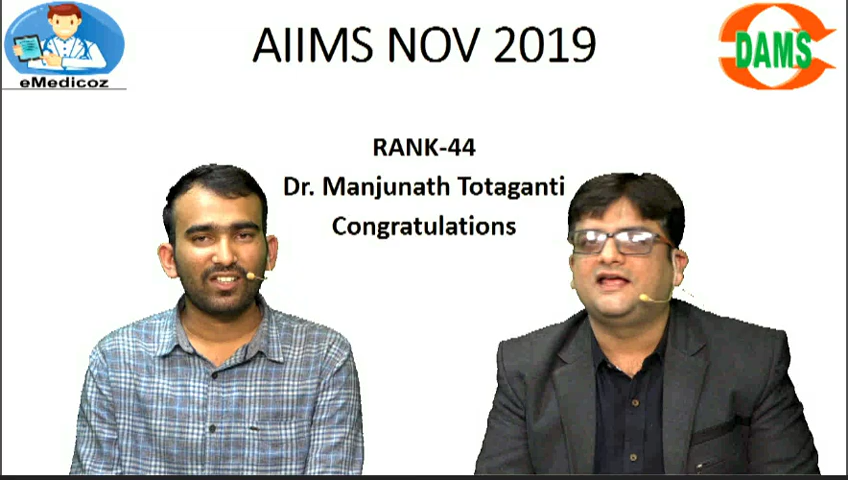 eMedicoz
AIIMS NOV 2019
DAMS
RANK-44
Dr. Manjunath Totaganti
Congratulations